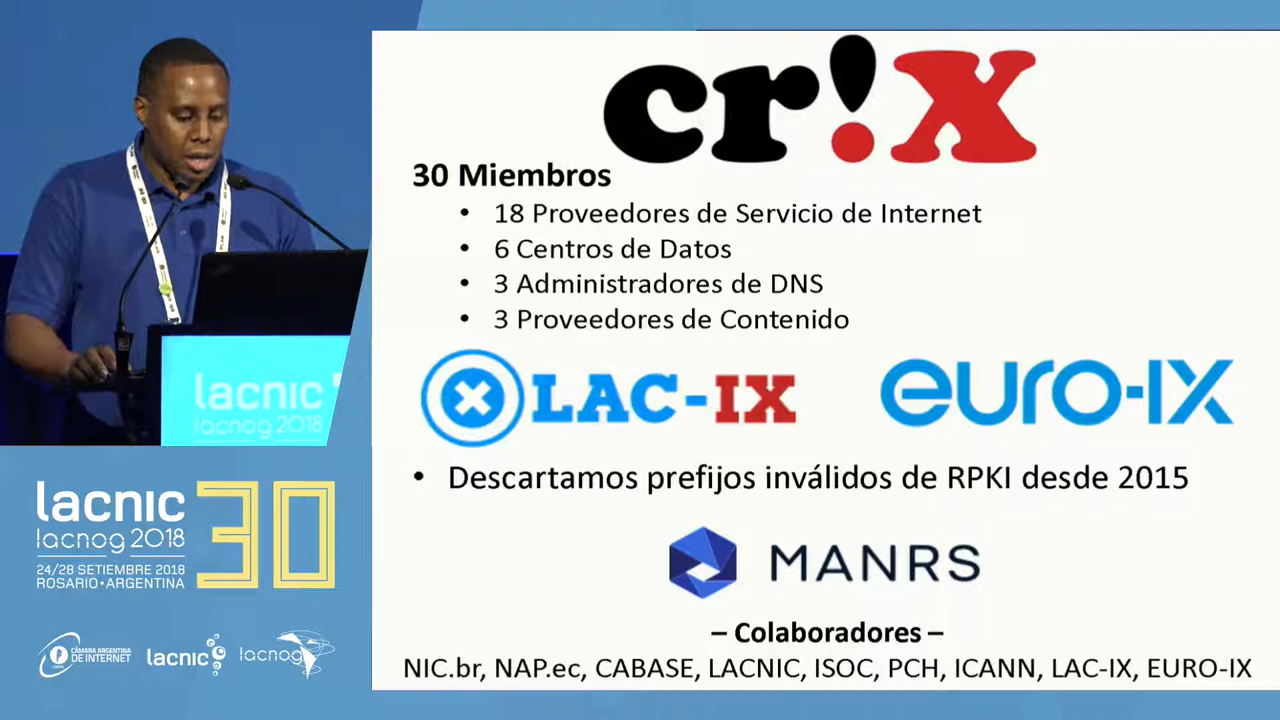 cr!x
30 Miembros
• 18 Proveedores de Servicio de Internet
• 6 Centros de Datos
• 3 Administradores de DNS
• 3 Proveedores de Contenido
LAC-IX
euro-IX
• Descartamos prefijos inválidos de RPKI desde 2015
MANRS
– Colaboradores –
NIC.br, NAP.ec, CABASE, LACNIC, ISOC, PCH, ICANN, LAC-IX, EURO-IX
lacnic
lacnog 2018
lacnic 30
lacnog 2018
24/28 SETIEMBRE 2018
ROSARIO • ARGENTINA
CÁMARA ARGENTINA
DE INTERNET
lacnic
lacnog